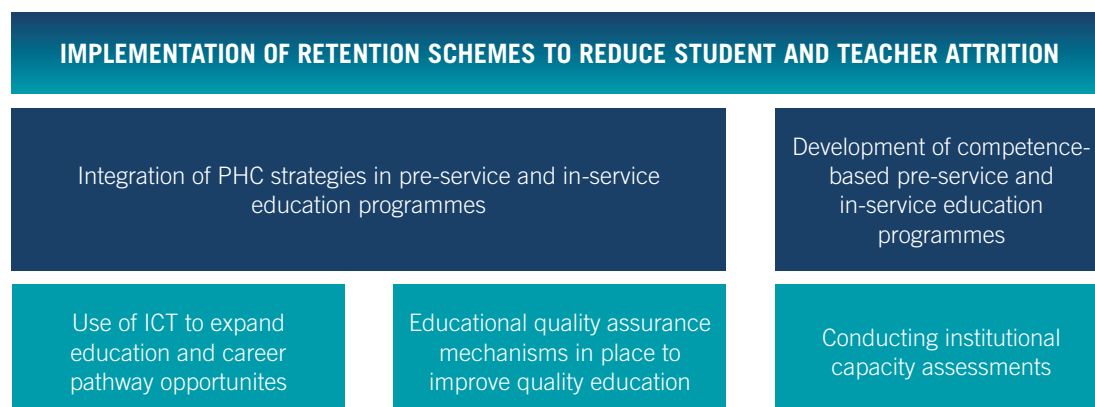 IMPLEMENTATION OF RETENTION SCHEMES TO REDUCE STUDENT AND TEACHER ATTRITION
Integration of PHC strategies in pre-service and in-service
education programmes
Development of competence-
based pre-service and
in-service education
programmes
Use of ICT to expand
education and career
pathway opportunites
Educational quality assurance
mechanisms in place to
improve quality education
Conducting institutional
capacity assessments